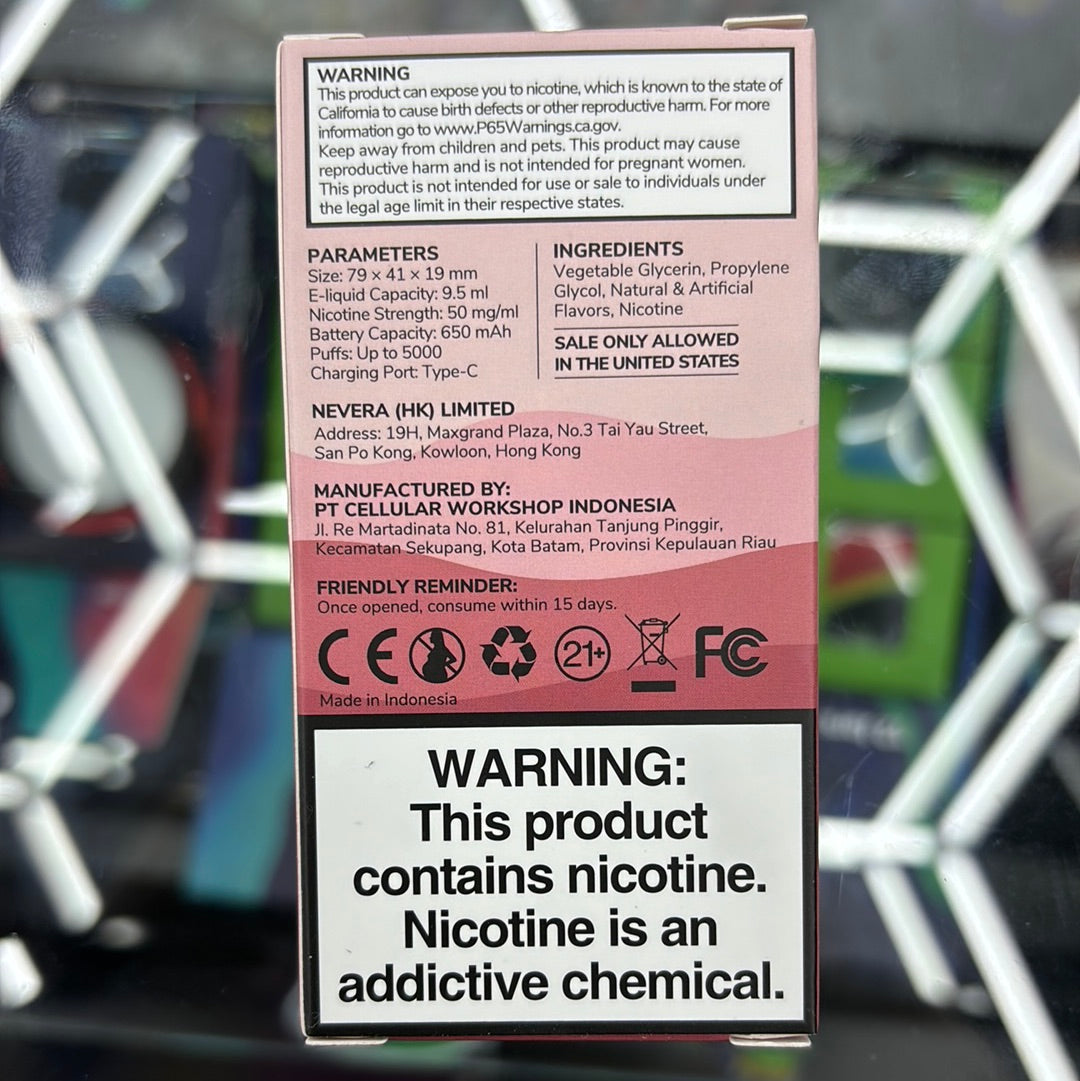 WARNING
This product can expose you to nicotine, which is known to the state of
California to cause birth defects or other reproductive harm. For more
information go to www.P65Warnings.ca.gov.
Keep away from children and pets. This product may cause
reproductive harm and is not intended for pregnant women.
This product is not intended for use or sale to individuals under
the legal age limit in their respective states.
PARAMETERS
Size: 79 × 41 × 19 mm
E-liquid Capacity: 9.5 ml
Nicotine Strength: 50 mg/ml
Battery Capacity: 650 mAh
Puffs: Up to 5000
Charging Port: Type-C
INGREDIENTS
Vegetable Glycerin, Propylene
Glycol, Natural & Artificial
Flavors, Nicotine
SALE ONLY ALLOWED
IN THE UNITED STATES
NEVERA (HK) LIMITED
Address: 19H, Maxgrand Plaza, No.3 Tai Yau Street,
San Po Kong, Kowloon, Hong Kong
MANUFACTURED BY:
PT CELLULAR WORKSHOP INDONESIA
Jl. Re Martadinata No. 81, Kelurahan Tanjung Pinggir,
Kecamatan Sekupang, Kota Batam, Provinsi Kepulauan Riau
FRIENDLY REMINDER:
Once opened, consume within 15 days.
CE 21+ FC
Made in Indonesia
WARNING:
This product
contains nicotine.
Nicotine is an
addictive chemical.